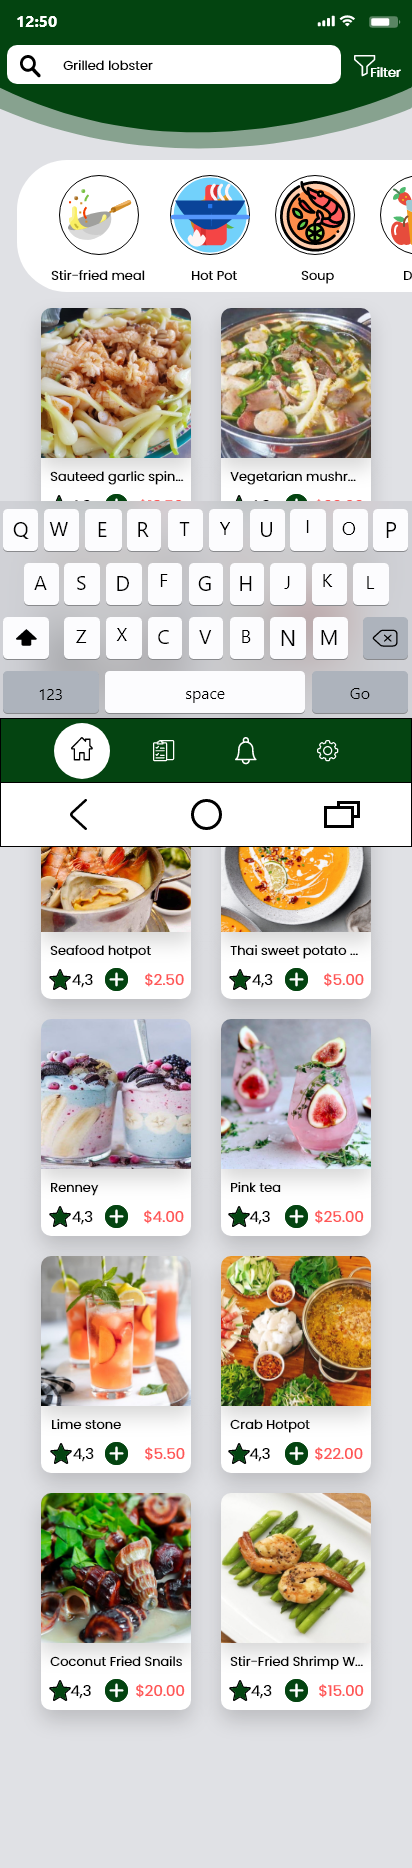 12:50
Grilled lobster
Filter
Stir-fried meal Hot Pot Soup D
Sauteed garlic spin... Vegetarian mushr...
Q W E R T Y U I O P
A S D F G H J K L
Z X C V B N M
123 space Go
Seafood hotpot Thai sweet potato ...
4,3 $2.50 4,3 $5.00
Renney Pink tea
4,3 $4.00 4,3 $25.00
Lime stone Crab Hotpot
4,3 $5.50 4,3 $22.00
Coconut Fried Snails Stir-Fried Shrimp W...
4,3 $20.00 4,3 $15.00